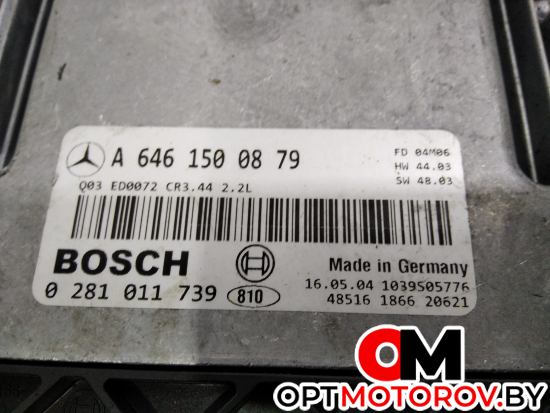 A 646 150 08 79
FD 04M06
HW 44.03
SW 48.03
Q03 ED0072 CR3.44 2.2L
BOSCH
Made in Germany
0 281 011 739 810
16.05.04 1039S05776
48516 1866 20621
OM
OPTMOTOROV.BY